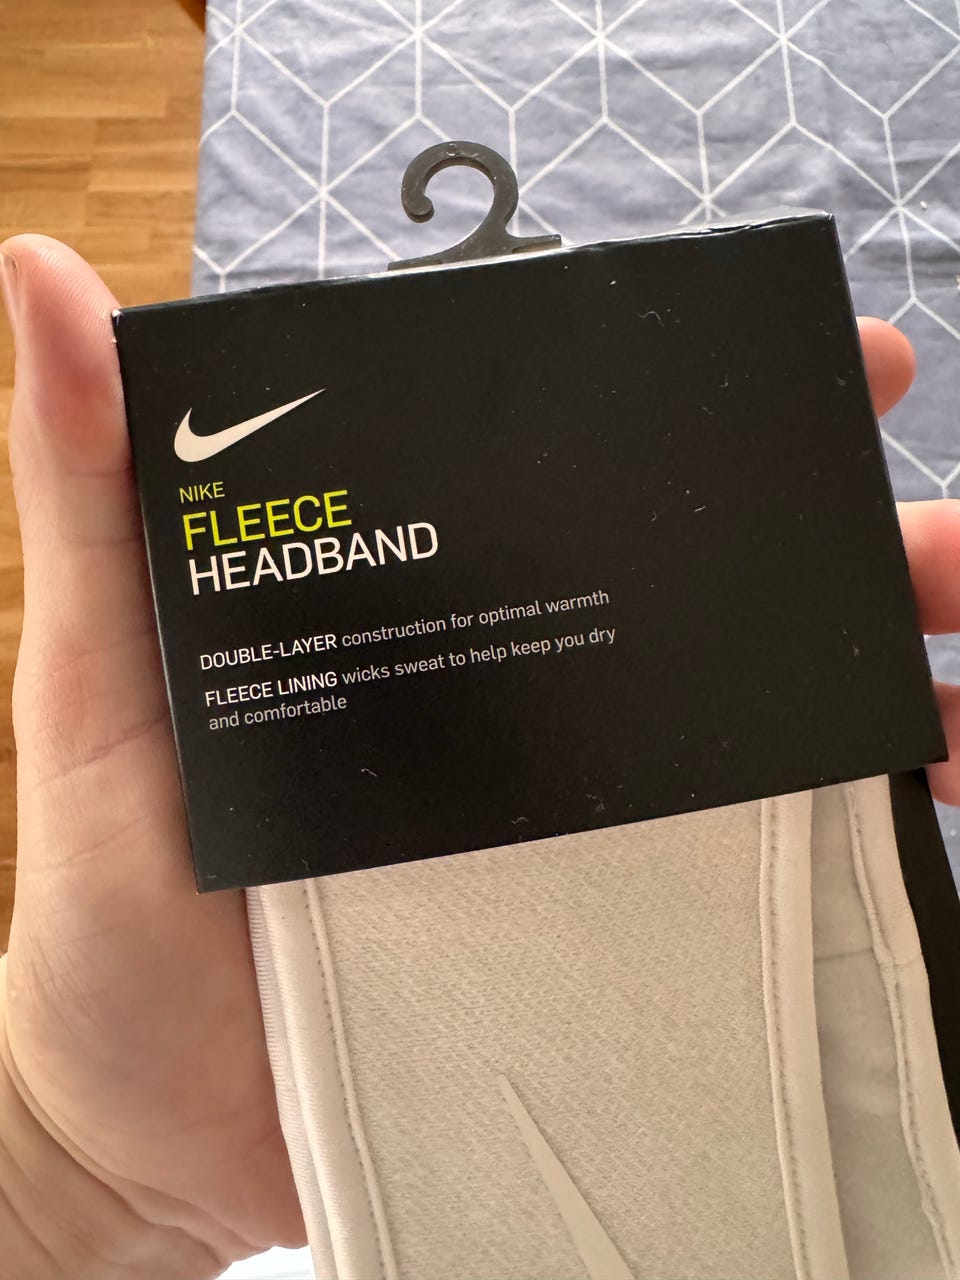 NIKE
FLEECE
HEADBAND
DOUBLE-LAYER construction for optimal warmth
FLEECE LINING wicks sweat to help keep you dry
and comfortable